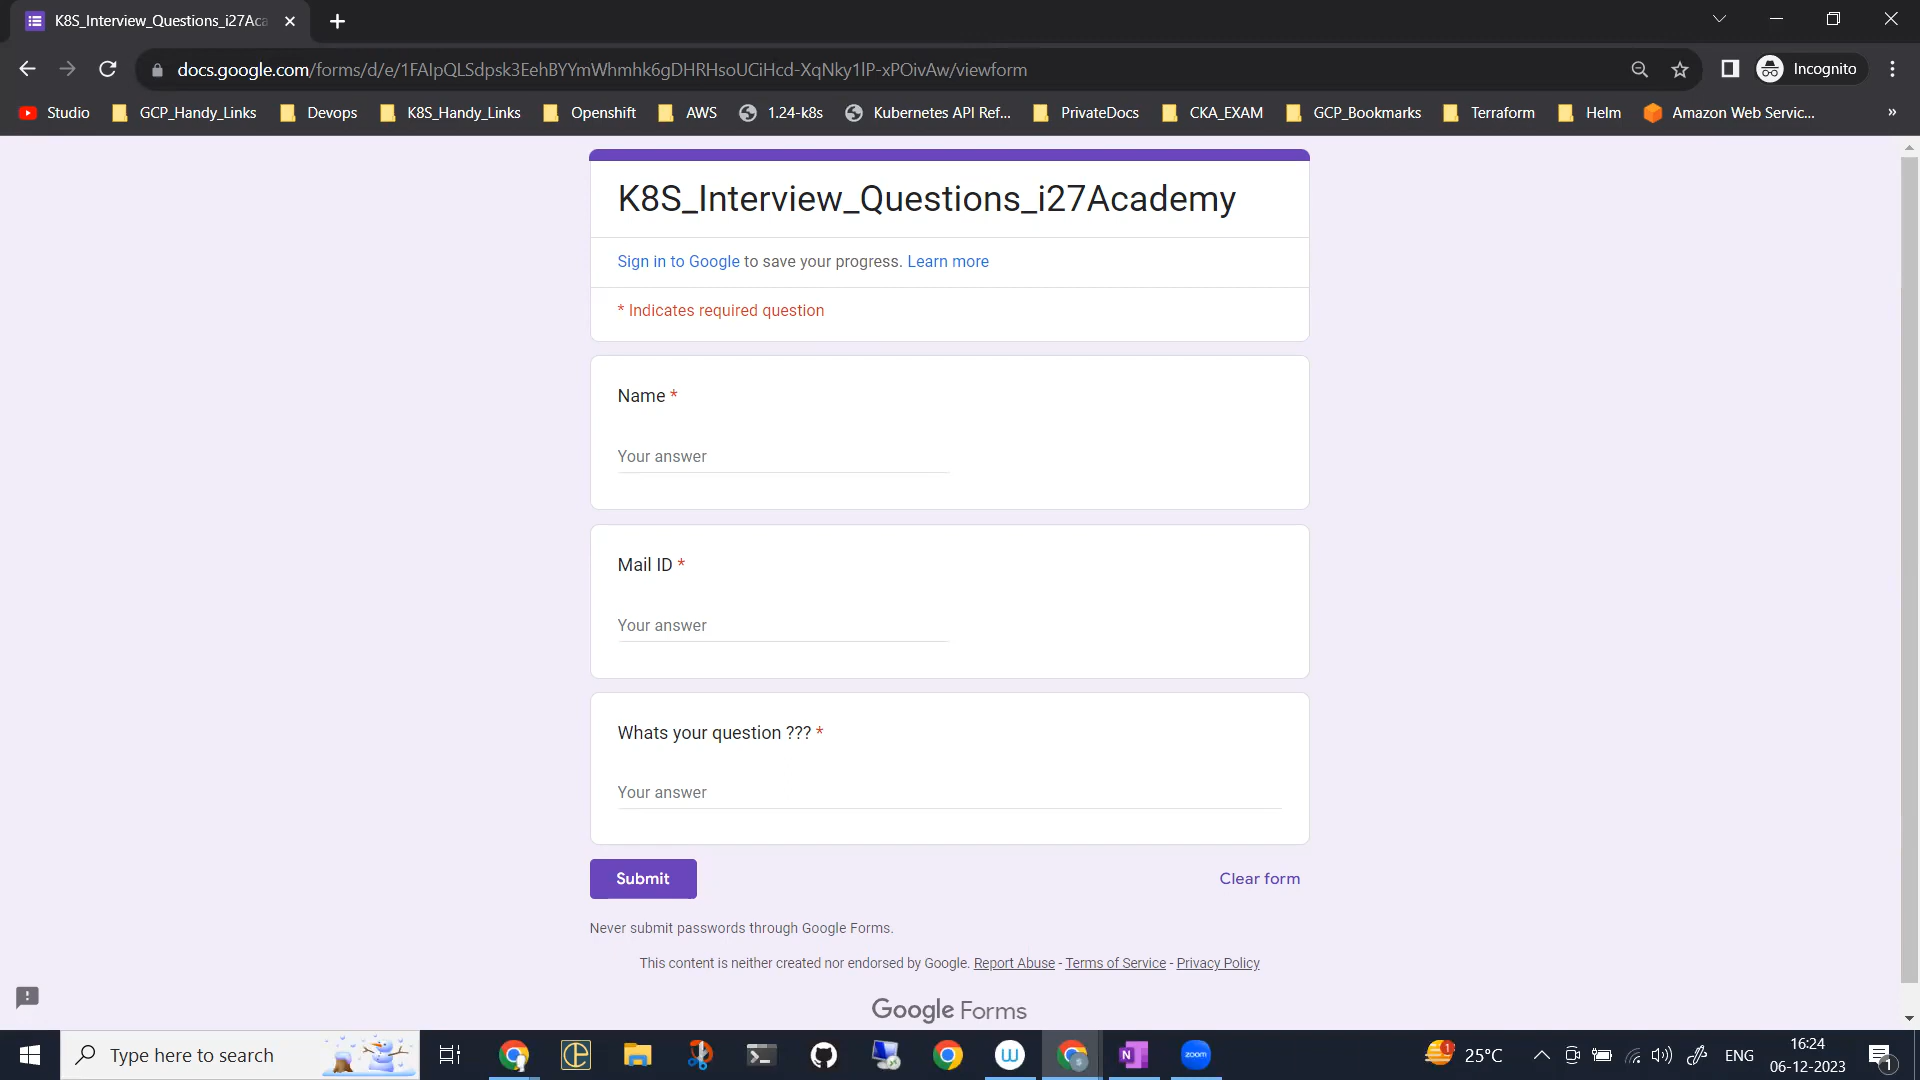 K8S_Interview_Questions_i27Aca
docs.google.com/forms/d/e/1FAIpQLSdpsk3EehBYYmWhmhk6gDHRHsoUCiHcd-XqNky1lP-xPOivAw/viewform
Incognito
Studio GCP_Handy_Links Devops K8S_Handy_Links Openshift AWS 1.24-k8s Kubernetes API Ref... PrivateDocs CKA_EXAM GCP_Bookmarks Terraform Helm Amazon Web Servic... »
K8S_Interview_Questions_i27Academy
Sign in to Google to save your progress. Learn more
* Indicates required question
Name *
Your answer
Mail ID *
Your answer
Whats your question ??? *
Your answer
Submit Clear form
Never submit passwords through Google Forms.
This content is neither created nor endorsed by Google. Report Abuse - Terms of Service - Privacy Policy
Google Forms
Type here to search
W
N
zoom
1
25°C
ENG
16:24
06-12-2023
1